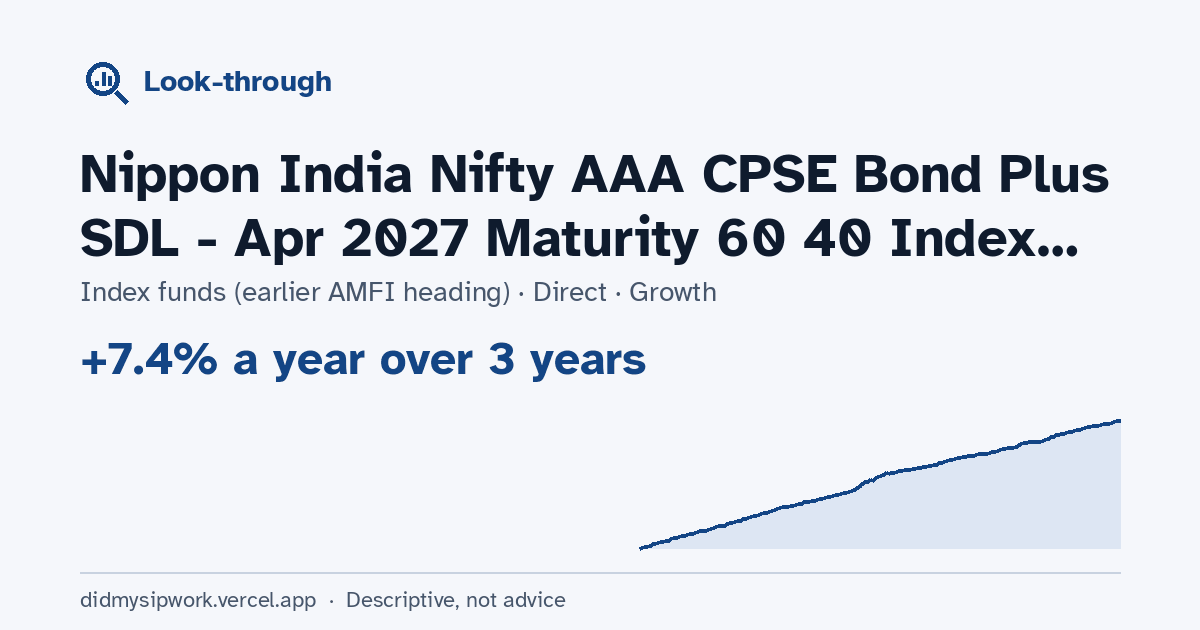 Look-through
Nippon India Nifty AAA CPSE Bond Plus
SDL - Apr 2027 Maturity 60 40 Index...
Index funds (earlier AMFI heading) · Direct · Growth
+7.4% a year over 3 years
didmysipwork.vercel.app · Descriptive, not advice